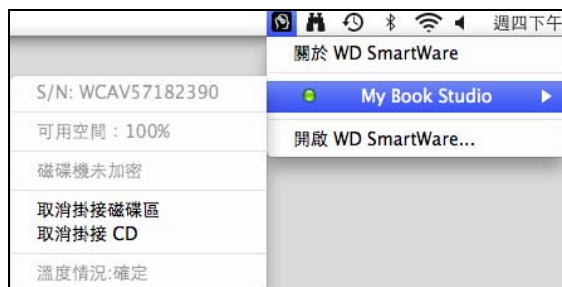 週四下午
關於 WD SmartWare
My Book Studio
開啟 WD SmartWare...
S/N: WCAV57182390
可用空間：100%
磁碟機未加密
取消掛接磁碟區
取消掛接 CD
溫度情況:確定